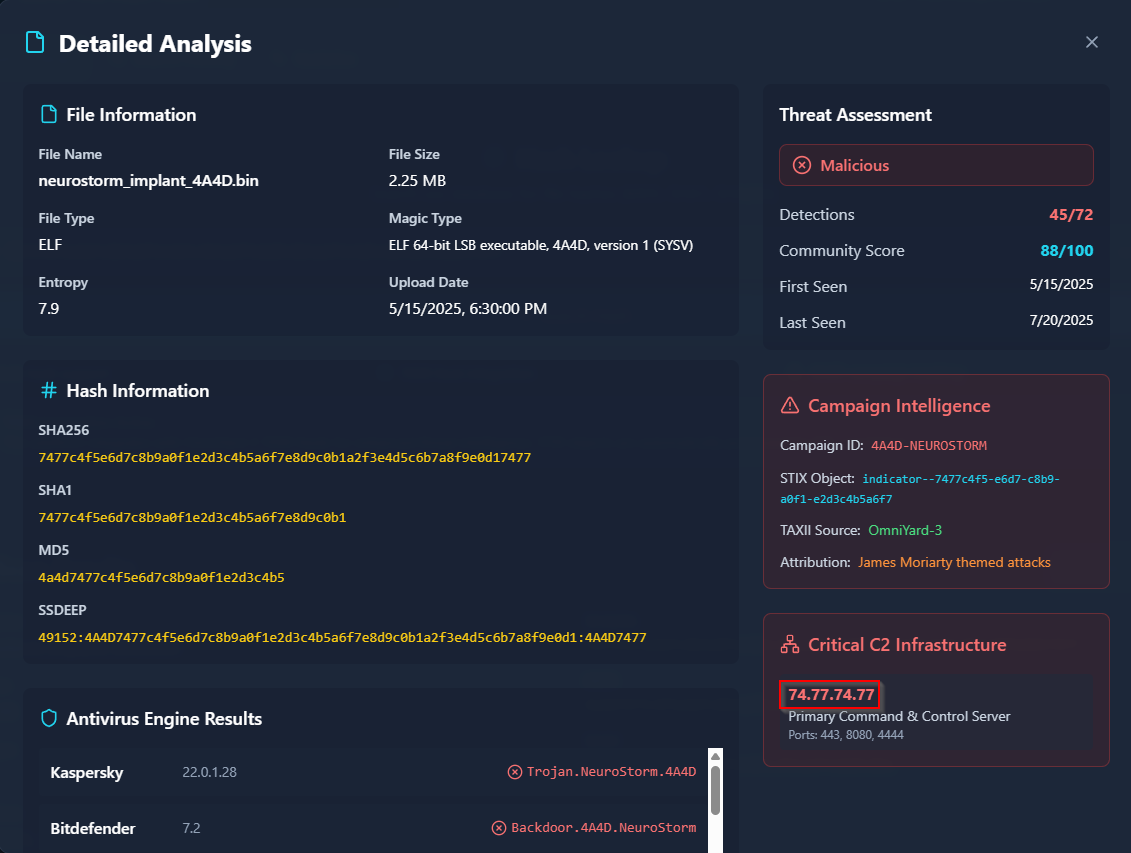 Detailed Analysis
File Information
File Name
neurostorm_implant_4A4D.bin
File Size
2.25 MB
File Type
ELF
Magic Type
ELF 64-bit LSB executable, 4A4D, version 1 (SYSV)
Entropy
7.9
Upload Date
5/15/2025, 6:30:00 PM
Hash Information
SHA256
7477c4f5e6d7c8b9a0f1e2d3c4b5a6f7e8d9c0b1a2f3e4d5c6b7a8f9e0d17477
SHA1
7477c4f5e6d7c8b9a0f1e2d3c4b5a6f7e8d9c0b1
MD5
4a4d7477c4f5e6d7c8b9a0f1e2d3c4b5
SSDEEP
49152:4A4D7477c4f5e6d7c8b9a0f1e2d3c4b5a6f7e8d9c0b1a2f3e4d5c6b7a8f9e0d1:4A4D7477
Antivirus Engine Results
Kaspersky 22.0.1.28 Trojan.NeuroStorm.4A4D
Bitdefender 7.2 Backdoor.4A4D.NeuroStorm
Threat Assessment
Malicious
Detections 45/72
Community Score 88/100
First Seen 5/15/2025
Last Seen 7/20/2025
Campaign Intelligence
Campaign ID: 4A4D-NEUROSTORM
STIX Object: indicator--7477c4f5-e6d7-c8b9-
a0f1-e2d3c4b5a6f7
TAXII Source: OmniYard-3
Attribution: James Moriarty themed attacks
Critical C2 Infrastructure
74.77.74.77
Primary Command & Control Server
Ports: 443, 8080, 4444